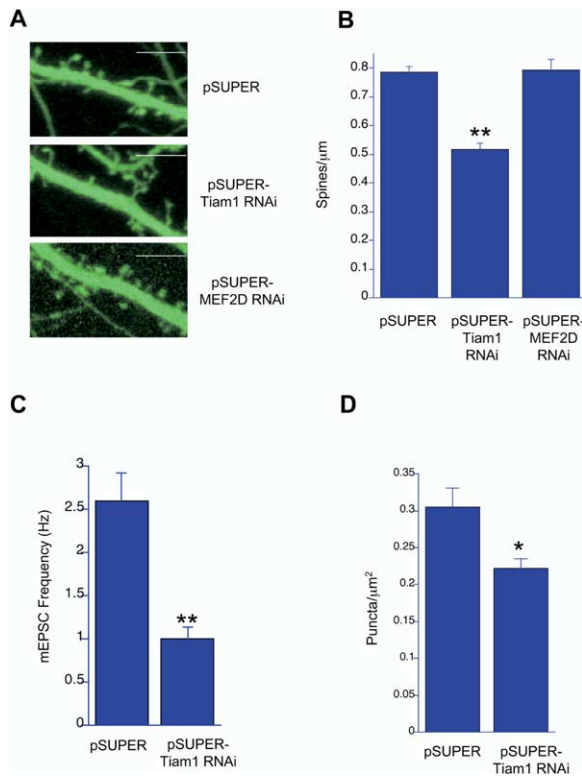 A
pSUPER
pSUPER-
Tiam1 RNAi
pSUPER-
MEF2D RNAi
B
Spines/μm
0.8
0.7
0.6
0.5
0.4
0.3
0.2
0.1
0
**
pSUPER
pSUPER-
Tiam1
RNAi
pSUPER-
MEF2D
RNAi
C
mEPSC Frequency (Hz)
3
2.5
2
1.5
1
0.5
0
**
pSUPER
pSUPER-
Tiam1 RNAi
D
Puncta/μm²
0.35
0.3
0.25
0.2
0.15
0.1
0.05
0
*
pSUPER
pSUPER-
Tiam1 RNAi